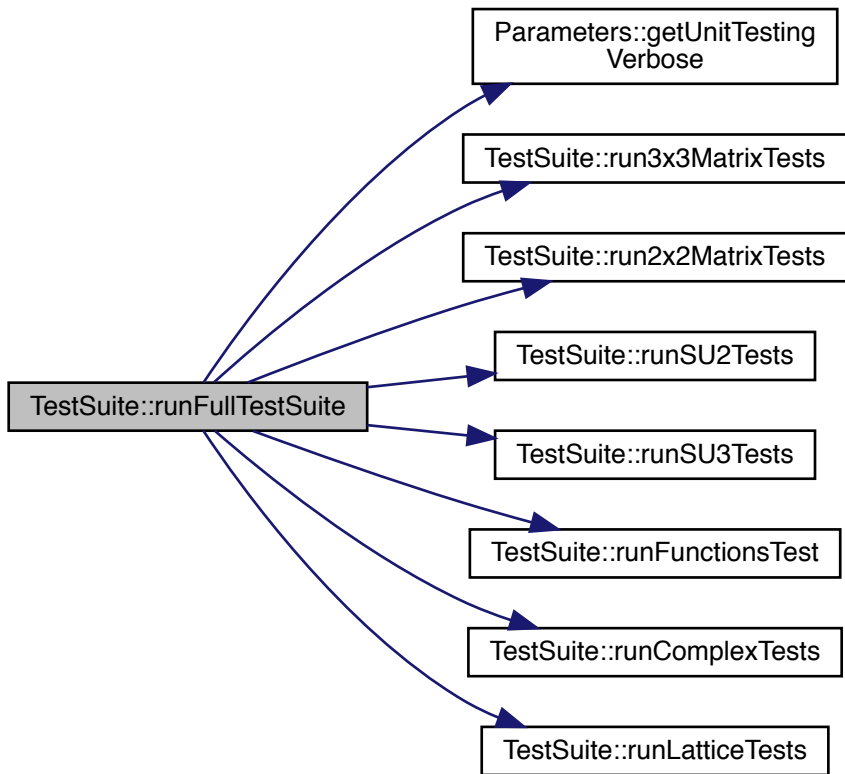 Parameters::getUnitTesting
Verbose
TestSuite::run3x3MatrixTests
TestSuite::run2x2MatrixTests
TestSuite::runSU2Tests
TestSuite::runFullTestSuite
TestSuite::runSU3Tests
TestSuite::runFunctionsTest
TestSuite::runComplexTests
TestSuite::runLatticeTests